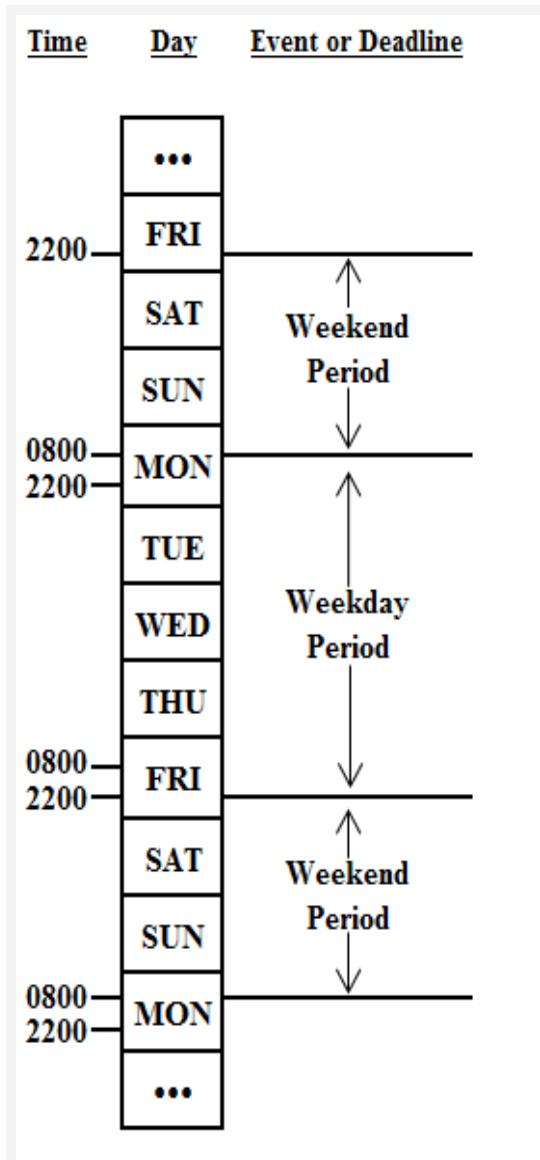 Time Day Event or Deadline
•••
FRI
2200
SAT
Weekend
Period
SUN
0800
MON
2200
TUE
Weekday
WED
Period
THU
0800
FRI
2200
SAT
Weekend
Period
SUN
0800
MON
2200
•••